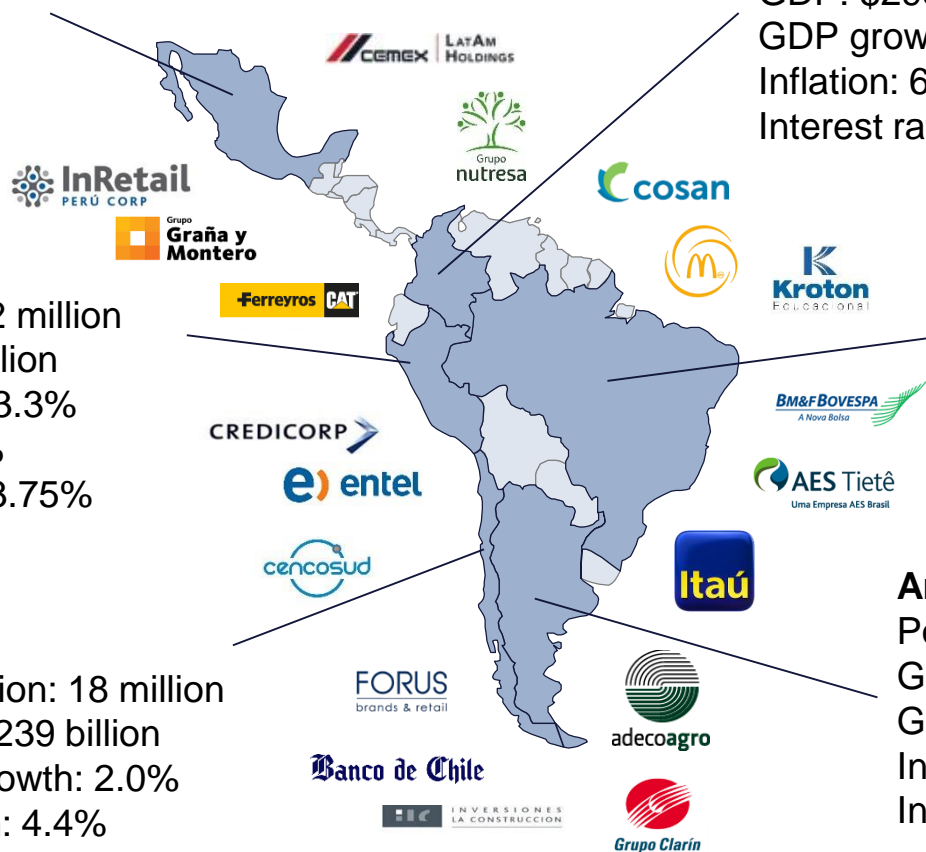 GDP growth
Inflation: 6
Interest ra
CEMEX LATAM HOLDINGS
Grupo
nutresa
cosan
InRetail
PERÚ CORP
Grupo
Graña y
Montero
m
K
Kroton
Educacional
Ferreyros CAT
2 million
lion
3.3%
3.75%
BM&FBOVESPA
A Nova Bolsa
CREDICORP
e) entel
AES Tietê
Uma Empresa AES Brasil
cencosud
Itaú
ion: 18 million
239 billion
owth: 2.0%
: 4.4%
FORUS
brands & retail
adecoagro
Banco de Chile
INVERSIONES
LA CONSTRUCCION
Grupo Clarín
Po
G
G
In
In